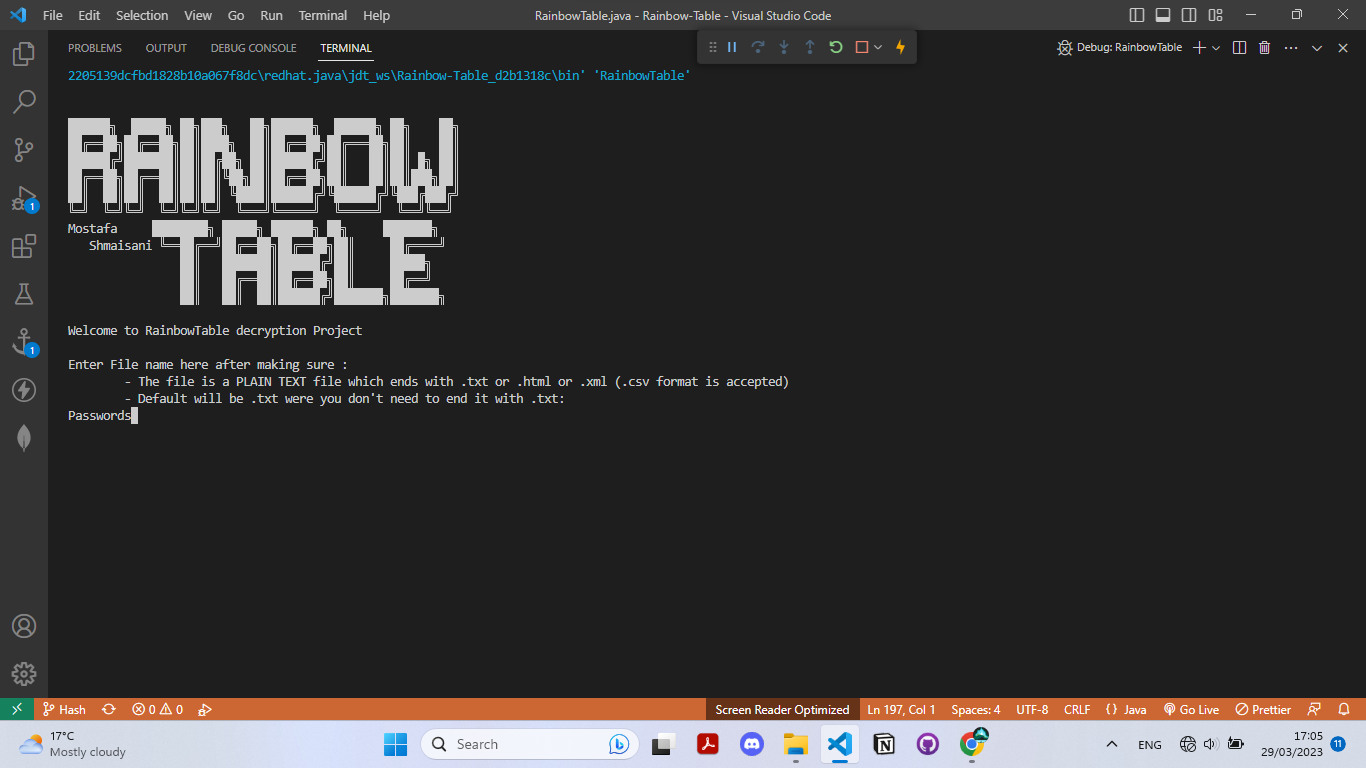 File Edit Selection View Go Run Terminal Help RainbowTable.java - Rainbow-Table - Visual Studio Code
PROBLEMS OUTPUT DEBUG CONSOLE TERMINAL Debug: RainbowTable
2205139dcfbd1828b10a067f8dc\redhat.java\jdt_ws\Rainbow-Table_d2b1318c\bin' 'RainbowTable'
RAINBOW
Mostafa
Shmaisani
TABLE
Welcome to RainbowTable decryption Project
Enter File name here after making sure :
- The file is a PLAIN TEXT file which ends with .txt or .html or .xml (.csv format is accepted)
- Default will be .txt were you don't need to end it with .txt:
Passwords
1
1
Hash 0 0 Screen Reader Optimized Ln 197, Col 1 Spaces: 4 UTF-8 CRLF {} Java Go Live Prettier
17°C
Mostly cloudy
Search
ENG
17:05
29/03/2023
11